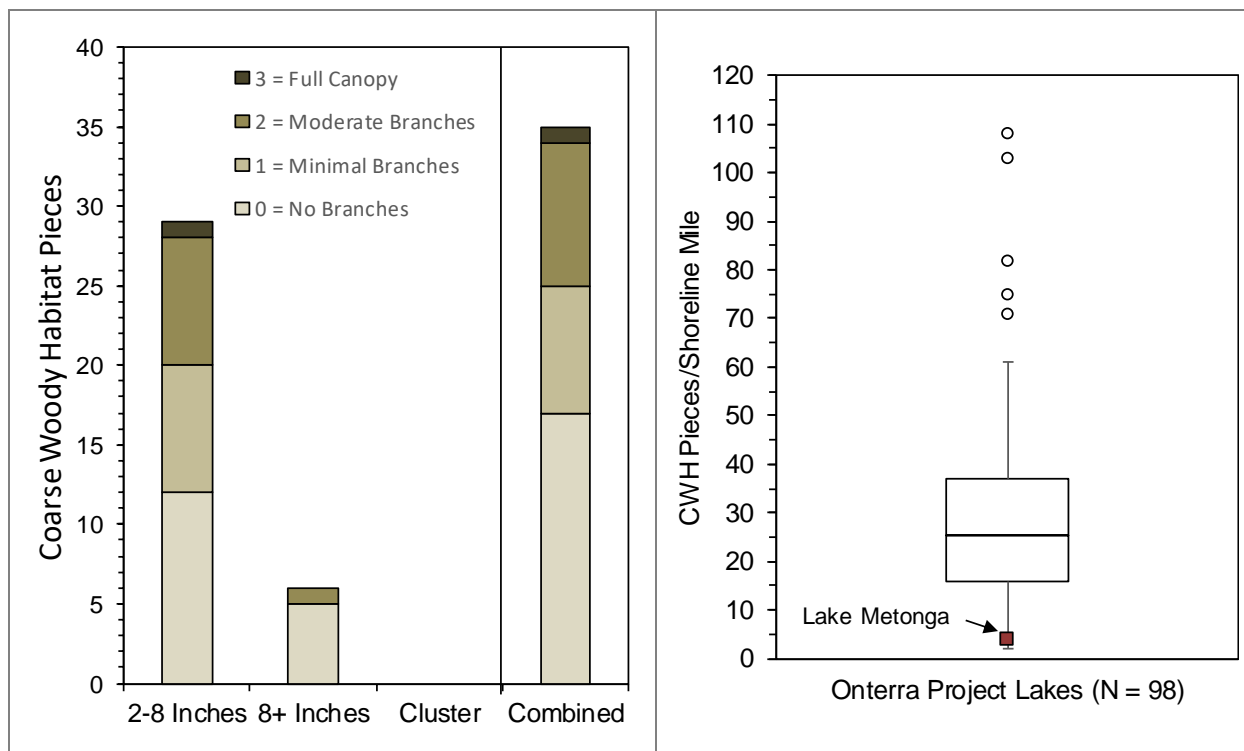 Coarse Woody Habitat Pieces
40
35
30
25
20
15
10
5
0
3 = Full Canopy
2 = Moderate Branches
1 = Minimal Branches
0 = No Branches
2-8 Inches 8+ Inches Cluster Combined
CWH Pieces/Shoreline Mile
120
110
100
90
80
70
60
50
40
30
20
10
0
Lake Metonga
Onterra Project Lakes (N = 98)